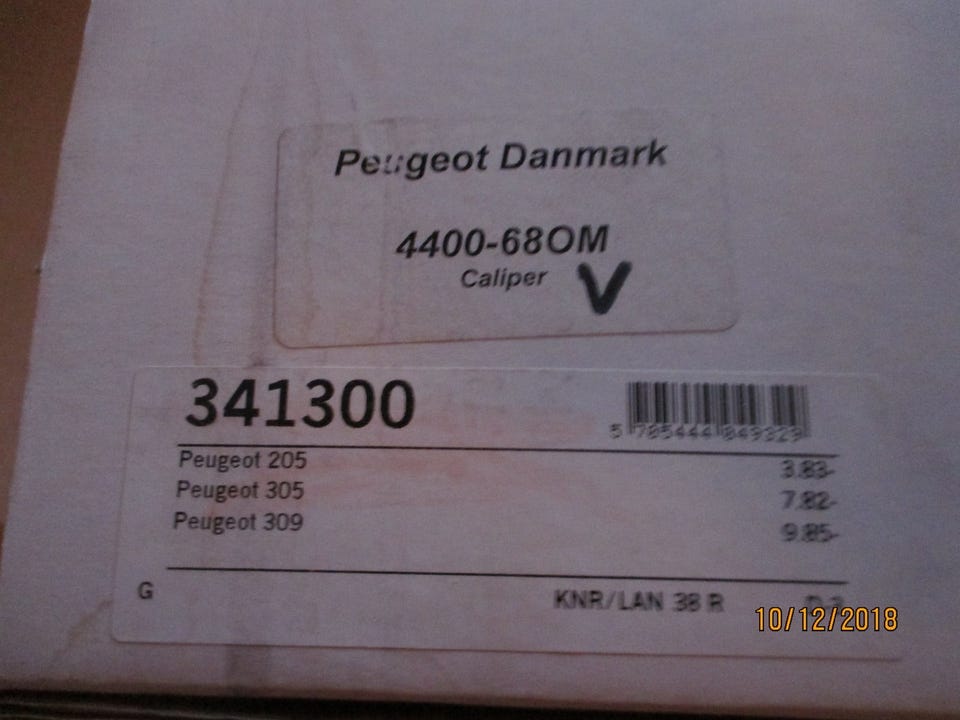 Peugeot Danmark
4400-68OM
Caliper V
341300
5 705444 049329
Peugeot 205 3.83-
Peugeot 305 7.82-
Peugeot 309 9.85-
G KNR/LAN 38 R
10/12/2018